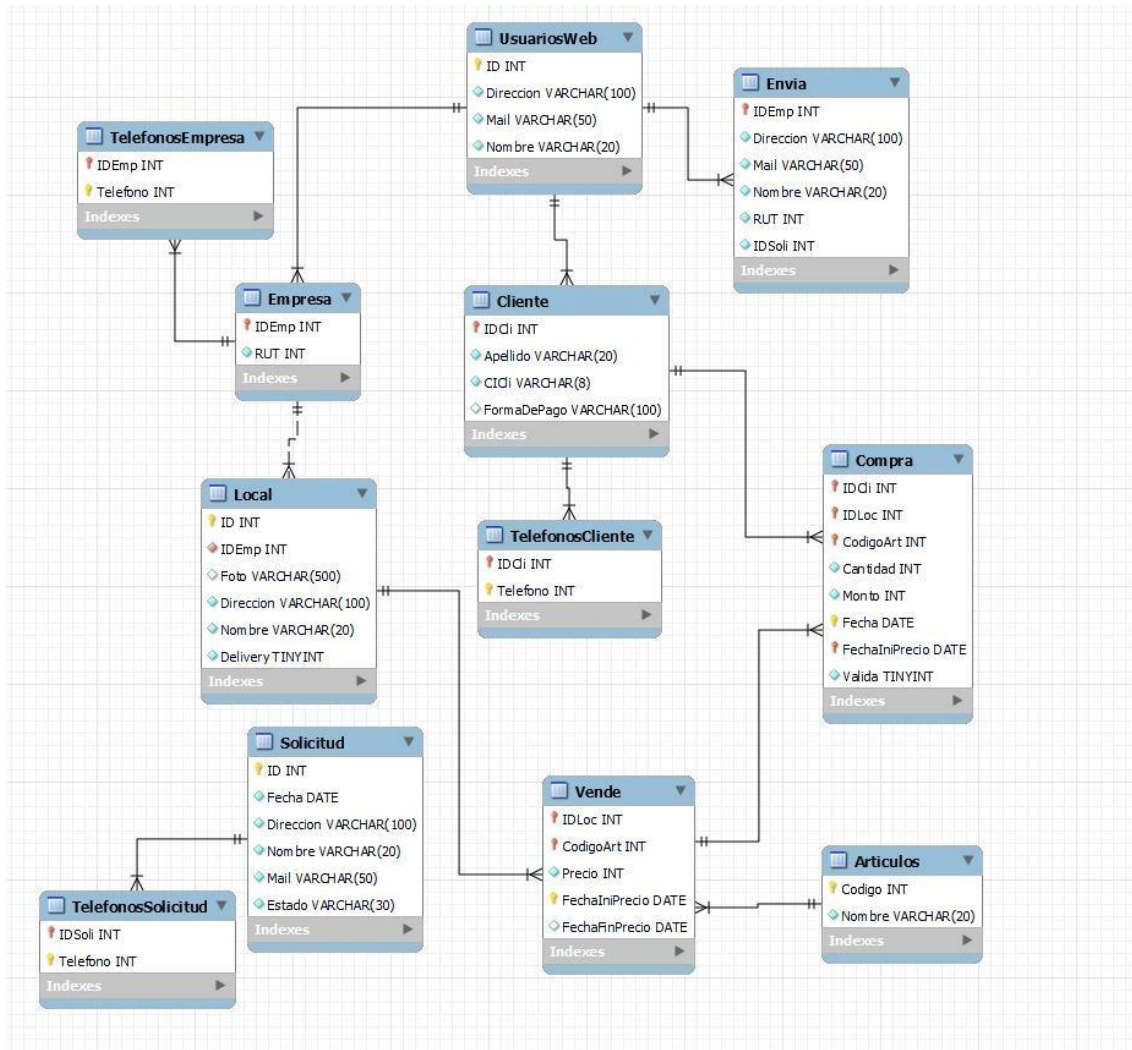 UsuariosWeb
ID INT
Direccion VARCHAR(100)
Mail VARCHAR(50)
Nombre VARCHAR(20)
Indexes
Envia
IDEmp INT
Direccion VARCHAR(100)
Mail VARCHAR(50)
Nombre VARCHAR(20)
RUT INT
IDSoli INT
Indexes
TelefonosEmpresa
IDEmp INT
Telefono INT
Indexes
Empresa
IDEmp INT
RUT INT
Indexes
Cliente
IDCli INT
Apellido VARCHAR(20)
CICli VARCHAR(8)
FormaDePago VARCHAR(100)
Indexes
Compra
IDCli INT
IDLoc INT
CodigoArt INT
Cantidad INT
Monto INT
Fecha DATE
FechaIniPrecio DATE
Valida TINYINT
Indexes
Local
ID INT
IDEmp INT
Foto VARCHAR(500)
Direccion VARCHAR(100)
Nombre VARCHAR(20)
Delivery TINYINT
Indexes
TelefonosCliente
IDCli INT
Telefono INT
Indexes
Solicitud
ID INT
Fecha DATE
Direccion VARCHAR(100)
Nombre VARCHAR(20)
Mail VARCHAR(50)
Estado VARCHAR(30)
Indexes
Vende
IDLoc INT
CodigoArt INT
Precio INT
FechaIniPrecio DATE
FechaFinPrecio DATE
Indexes
Articulos
Codigo INT
Nombre VARCHAR(20)
Indexes
TelefonosSolicitud
IDSoli INT
Telefono INT
Indexes